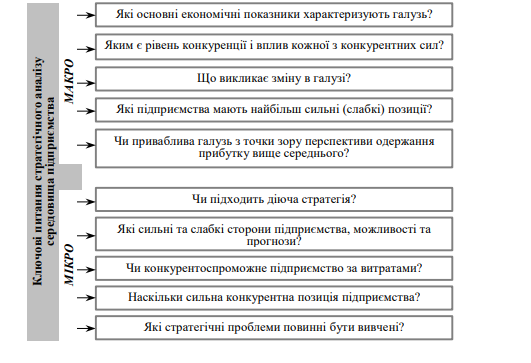 Ключові питання стратегічного аналізу
середовища підприємства
МАКРО
Які основні економічні показники характеризують галузь?
Яким є рівень конкуренції і вплив кожної з конкурентних сил?
Що викликає зміну в галузі?
Які підприємства мають найбільш сильні (слабкі) позиції?
Чи приваблива галузь з точки зору перспективи одержання
прибутку вище середнього?
МІКРО
Чи підходить діюча стратегія?
Які сильні та слабкі сторони підприємства, можливості та
прогнози?
Чи конкурентоспроможне підприємство за витратами?
Наскільки сильна конкурентна позиція підприємства?
Які стратегічні проблеми повинні бути вивчені?